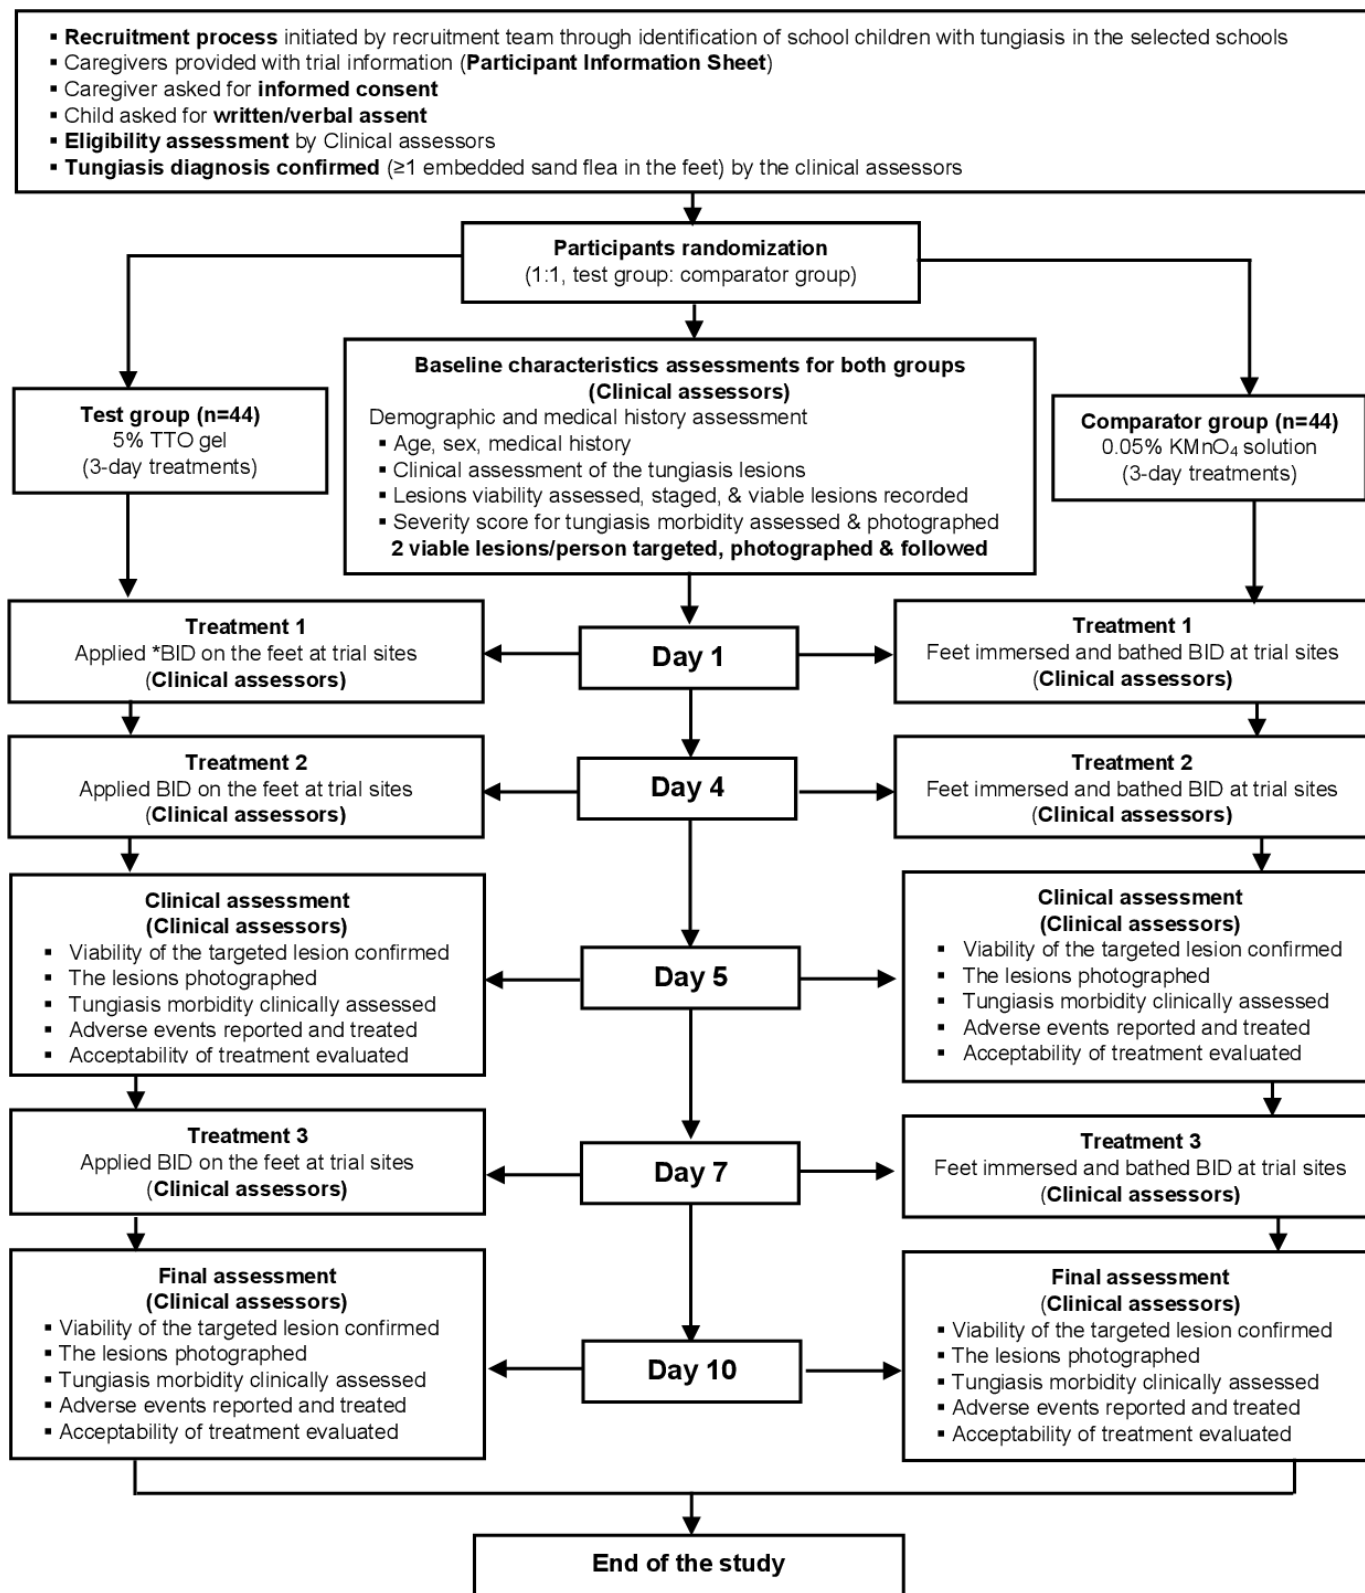 ▪ Recruitment process initiated by recruitment team through identification of school children with tungiasis in the selected schools
▪ Caregivers provided with trial information (Participant Information Sheet)
▪ Caregiver asked for informed consent
▪ Child asked for written/verbal assent
▪ Eligibility assessment by Clinical assessors
▪ Tungiasis diagnosis confirmed (≥1 embedded sand flea in the feet) by the clinical assessors
Participants randomization
(1:1, test group: comparator group)
Test group (n=44)
5% TTO gel
(3-day treatments)
Baseline characteristics assessments for both groups
(Clinical assessors)
Demographic and medical history assessment
▪ Age, sex, medical history
▪ Clinical assessment of the tungiasis lesions
▪ Lesions viability assessed, staged, & viable lesions recorded
▪ Severity score for tungiasis morbidity assessed & photographed
2 viable lesions/person targeted, photographed & followed
Comparator group (n=44)
0.05% KMnO₄ solution
(3-day treatments)
Treatment 1
Applied *BID on the feet at trial sites
(Clinical assessors)
Day 1
Treatment 1
Feet immersed and bathed BID at trial sites
(Clinical assessors)
Treatment 2
Applied BID on the feet at trial sites
(Clinical assessors)
Day 4
Treatment 2
Feet immersed and bathed BID at trial sites
(Clinical assessors)
Clinical assessment
(Clinical assessors)
▪ Viability of the targeted lesion confirmed
▪ The lesions photographed
▪ Tungiasis morbidity clinically assessed
▪ Adverse events reported and treated
▪ Acceptability of treatment evaluated
Day 5
Clinical assessment
(Clinical assessors)
▪ Viability of the targeted lesion confirmed
▪ The lesions photographed
▪ Tungiasis morbidity clinically assessed
▪ Adverse events reported and treated
▪ Acceptability of treatment evaluated
Treatment 3
Applied BID on the feet at trial sites
(Clinical assessors)
Day 7
Treatment 3
Feet immersed and bathed BID at trial sites
(Clinical assessors)
Final assessment
(Clinical assessors)
▪ Viability of the targeted lesion confirmed
▪ The lesions photographed
▪ Tungiasis morbidity clinically assessed
▪ Adverse events reported and treated
▪ Acceptability of treatment evaluated
Day 10
Final assessment
(Clinical assessors)
▪ Viability of the targeted lesion confirmed
▪ The lesions photographed
▪ Tungiasis morbidity clinically assessed
▪ Adverse events reported and treated
▪ Acceptability of treatment evaluated
End of the study